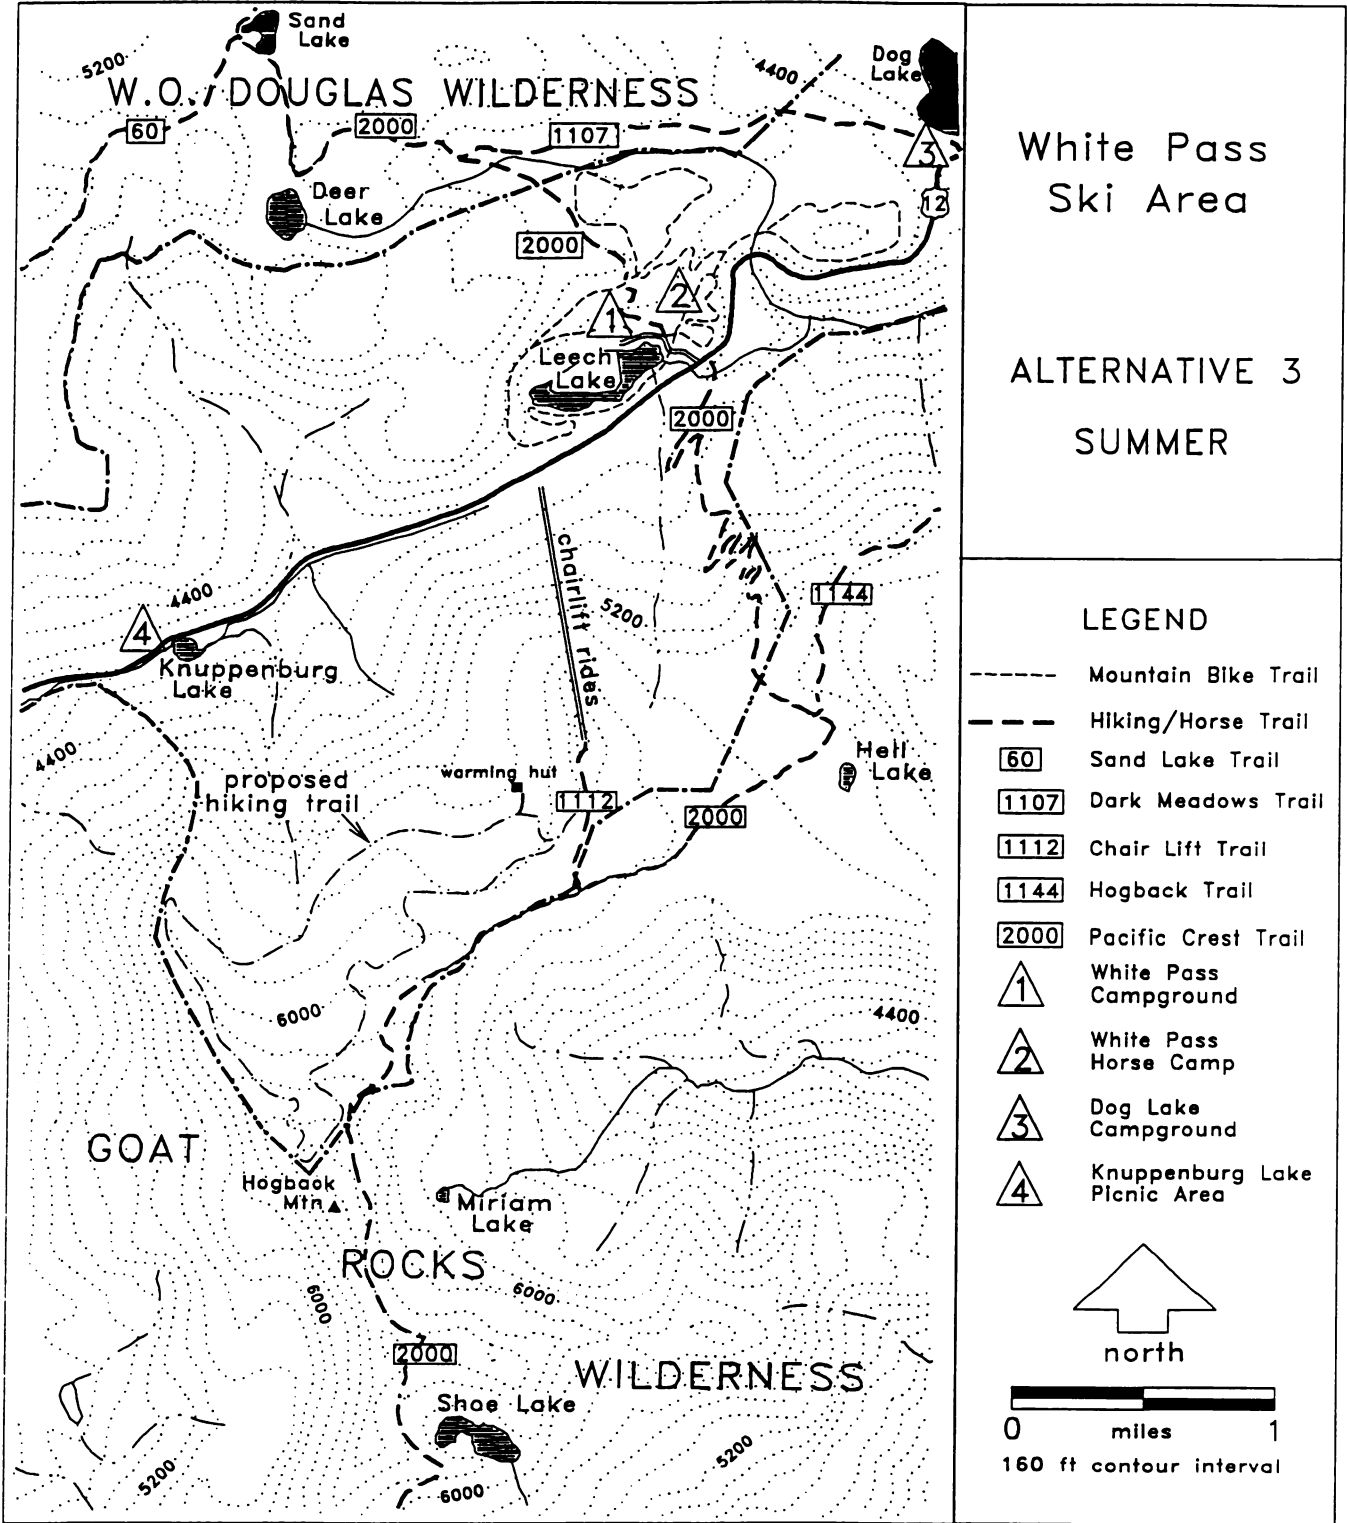 Sand
Lake
5200
W.O. DOUGLAS WILDERNESS
4400
Dog
Lake
60
2000
1107
3
Deer
Lake
12
2000
2
1
Leech
Lake
2000
chairlift rides
4400
5200
1144
4
Knuppenburg
Lake
4400
Hell
Lake
proposed
hiking trail
warming hut
1112
2000
6000
4400
GOAT
Hogback
Mtn
Miriam
Lake
ROCKS
6000
6000
2000
WILDERNESS
Shoe Lake
5200
5200
6000
White Pass
Ski Area
ALTERNATIVE 3
SUMMER
LEGEND
Mountain Bike Trail
Hiking/Horse Trail
60 Sand Lake Trail
1107 Dark Meadows Trail
1112 Chair Lift Trail
1144 Hogback Trail
2000 Pacific Crest Trail
1 White Pass
Campground
2 White Pass
Horse Camp
3 Dog Lake
Campground
4 Knuppenburg Lake
Picnic Area
north
0 miles 1
160 ft contour interval